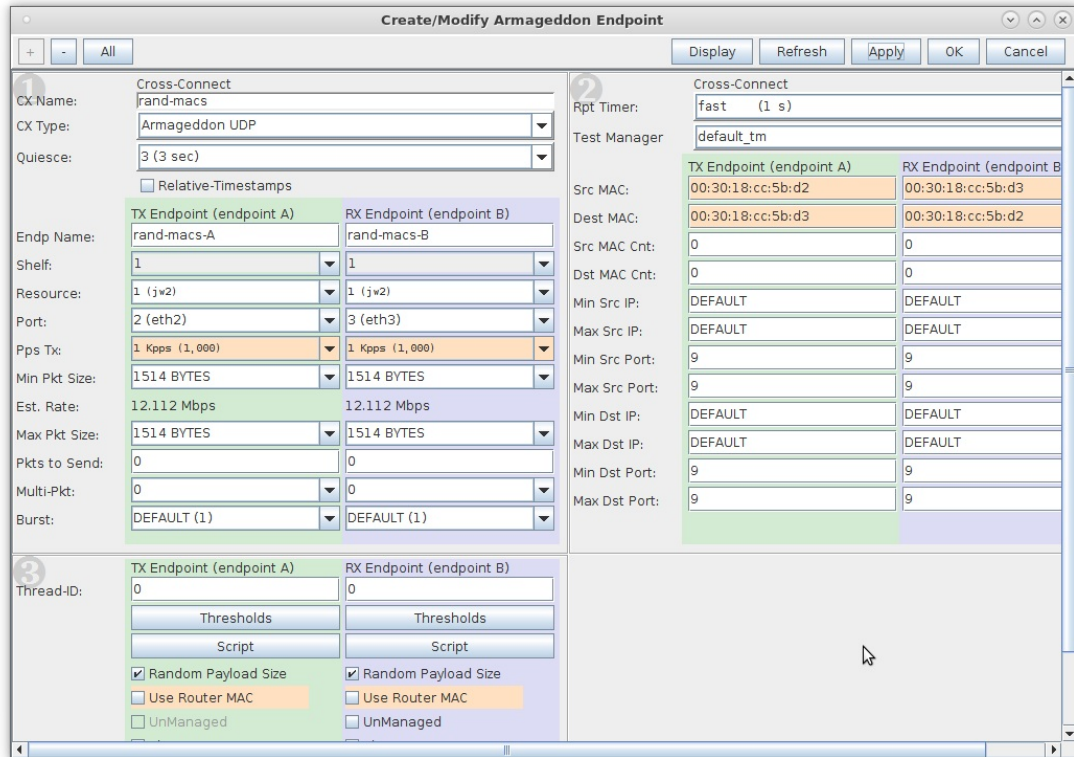 Create/Modify Armageddon Endpoint
+ - All Display Refresh Apply OK Cancel
1
Cross-Connect
CX Name: rand-macs
CX Type: Armageddon UDP
Quiesce: 3 (3 sec)
Relative-Timestamps
TX Endpoint (endpoint A) RX Endpoint (endpoint B)
Endp Name: rand-macs-A rand-macs-B
Shelf: 1 1
Resource: 1 (jw2) 1 (jw2)
Port: 2 (eth2) 3 (eth3)
Pps Tx: 1 Kpps (1,000) 1 Kpps (1,000)
Min Pkt Size: 1514 BYTES 1514 BYTES
Est. Rate: 12.112 Mbps 12.112 Mbps
Max Pkt Size: 1514 BYTES 1514 BYTES
Pkts to Send: 0 0
Multi-Pkt: 0 0
Burst: DEFAULT (1) DEFAULT (1)
2
Cross-Connect
Rpt Timer: fast (1 s)
Test Manager default_tm
TX Endpoint (endpoint A) RX Endpoint (endpoint B
Src MAC: 00:30:18:cc:5b:d2 00:30:18:cc:5b:d3
Dest MAC: 00:30:18:cc:5b:d3 00:30:18:cc:5b:d2
Src MAC Cnt: 0 0
Dst MAC Cnt: 0 0
Min Src IP: DEFAULT DEFAULT
Max Src IP: DEFAULT DEFAULT
Min Src Port: 9 9
Max Src Port: 9 9
Min Dst IP: DEFAULT DEFAULT
Max Dst IP: DEFAULT DEFAULT
Min Dst Port: 9 9
Max Dst Port: 9 9
3
TX Endpoint (endpoint A) RX Endpoint (endpoint B)
Thread-ID: 0 0
Thresholds Thresholds
Script Script
Random Payload Size Random Payload Size
Use Router MAC Use Router MAC
UnManaged UnManaged